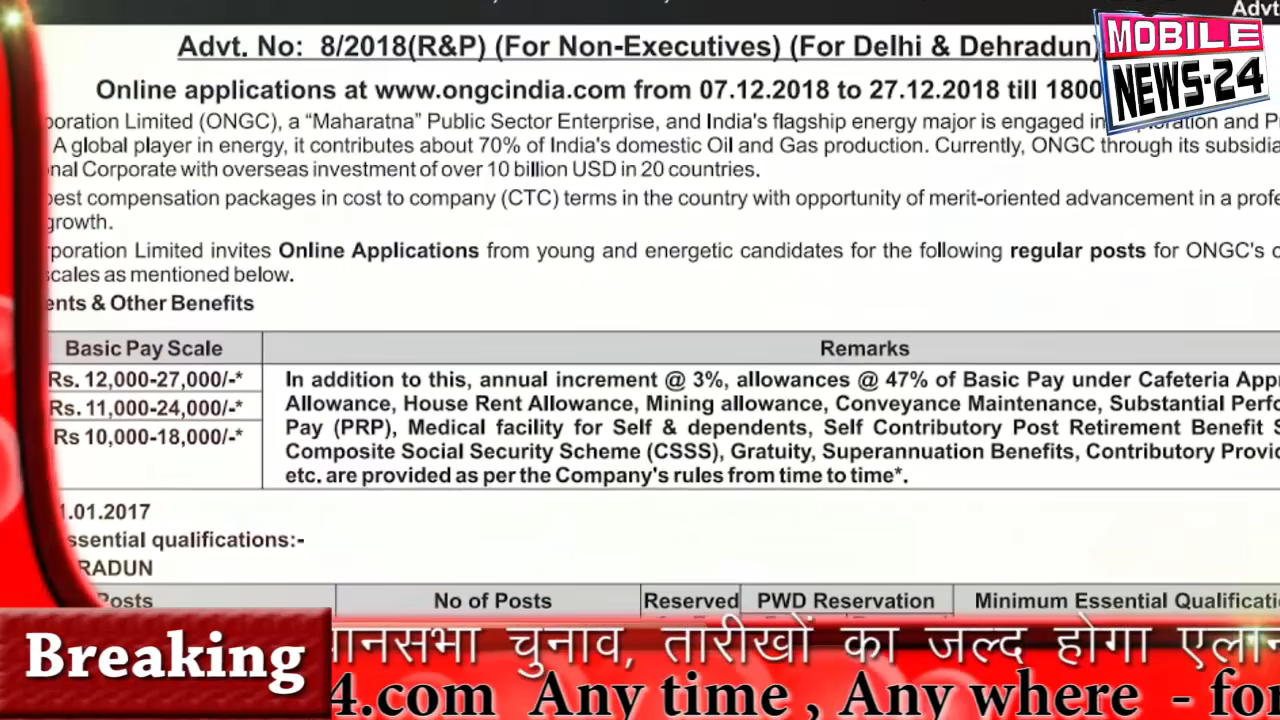 Advt
Advt. No: 8/2018(R&P) (For Non-Executives) (For Delhi & Dehradun)
MOBILE
NEWS-24
Online applications at www.ongcindia.com from 07.12.2018 to 27.12.2018 till 1800
poration Limited (ONGC), a "Maharatna" Public Sector Enterprise, and India's flagship energy major is engaged in ration and P
A global player in energy, it contributes about 70% of India's domestic Oil and Gas production. Currently, ONGC through its subsidia
nal Corporate with overseas investment of over 10 billion USD in 20 countries.
best compensation packages in cost to company (CTC) terms in the country with opportunity of merit-oriented advancement in a profe
growth.
rporation Limited invites Online Applications from young and energetic candidates for the following regular posts for ONGC's
scales as mentioned below.
ents & Other Benefits
Basic Pay Scale Remarks
Rs. 12,000-27,000/-*
Rs. 11,000-24,000/-*
Rs 10,000-18,000/-*
In addition to this, annual increment @ 3%, allowances @ 47% of Basic Pay under Cafeteria Appr
Allowance, House Rent Allowance, Mining allowance, Conveyance Maintenance, Substantial Perfo
Pay (PRP), Medical facility for Self & dependents, Self Contributory Post Retirement Benefit S
Composite Social Security Scheme (CSSS), Gratuity, Superannuation Benefits, Contributory Provid
etc. are provided as per the Company's rules from time to time*.
1.01.2017
ssential qualifications:-
RADUN
Posts No of Posts Reserved PWD Reservation Minimum Essential Qualificati
Breaking
ानसभा चुनाव, तारीखों का जल्द होगा एलान
4.com Any time , Any where - for